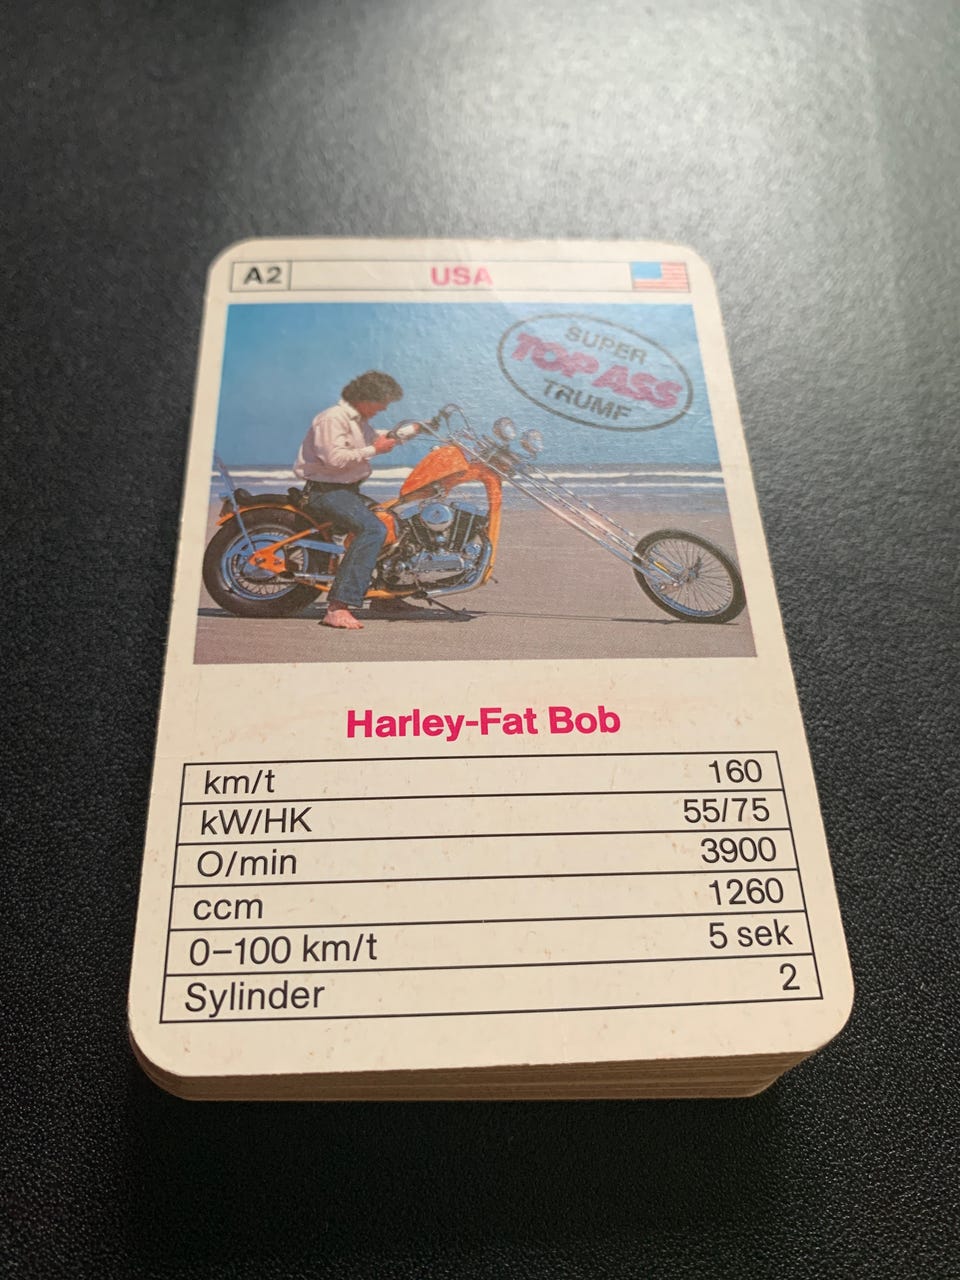 A2 USA
SUPER
TOP ASS
TRUMF
Harley-Fat Bob
km/t 160
kW/HK 55/75
O/min 3900
ccm 1260
0–100 km/t 5 sek
Sylinder 2